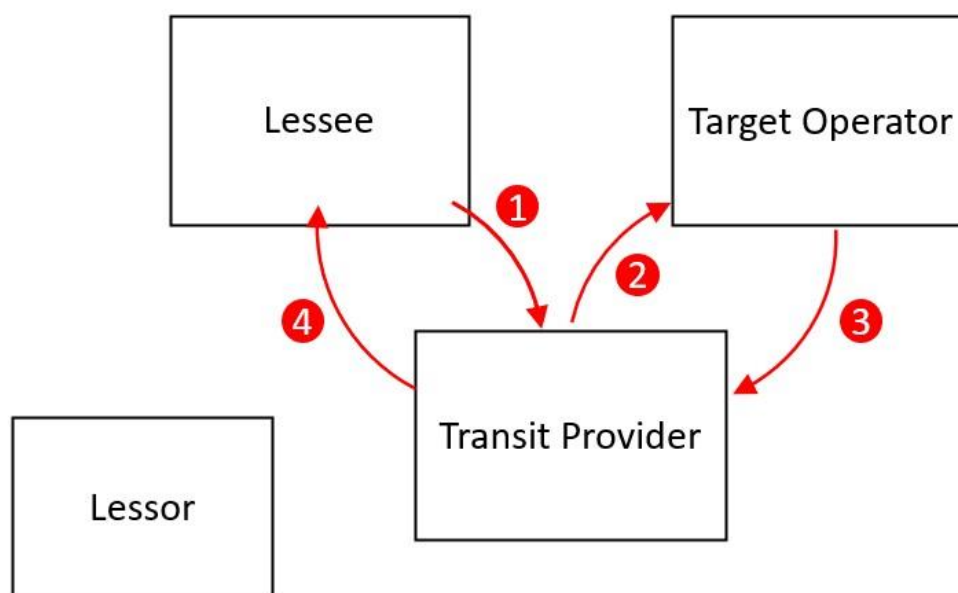 Lessee
Target Operator
1
2
4
3
Transit Provider
Lessor